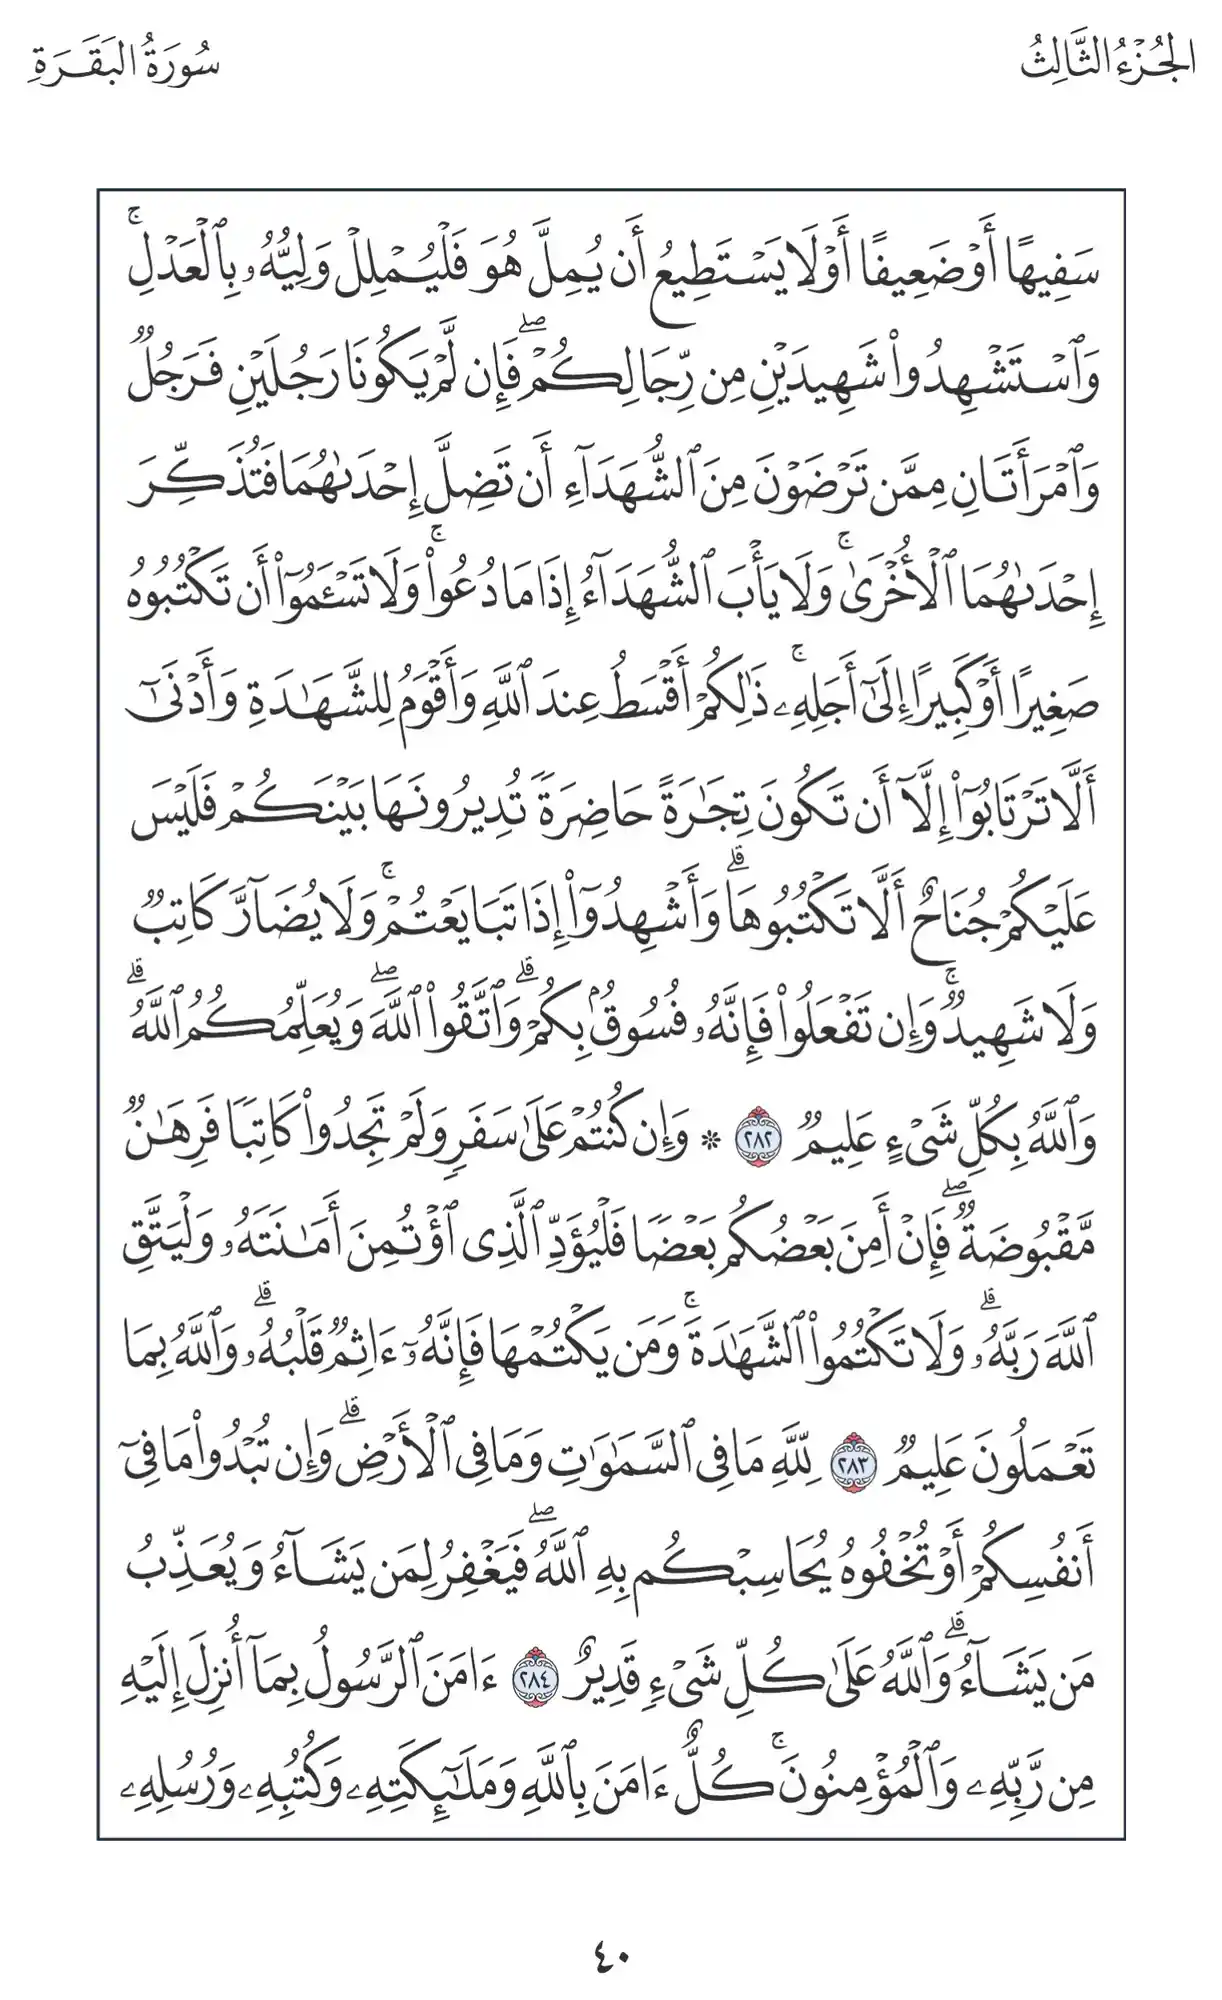 الجُزْءُ الثَّالِثُ
سُورَةُ البَقَرَةِ
سَفِيهًا أَوۡ ضَعِيفًا أَوۡ لَا يَسۡتَطِيعُ أَن يُمِلَّ هُوَ فَلۡيُمۡلِلۡ وَلِيُّهُۥ بِٱلۡعَدۡلِۚ
وَٱسۡتَشۡهِدُواْ شَهِيدَيۡنِ مِن رِّجَالِكُمۡۖ فَإِن لَّمۡ يَكُونَا رَجُلَيۡنِ فَرَجُلٞ
وَٱمۡرَأَتَانِ مِمَّن تَرۡضَوۡنَ مِنَ ٱلشُّهَدَآءِ أَن تَضِلَّ إِحۡدَىٰهُمَا فَتُذَكِّرَ
إِحۡدَىٰهُمَا ٱلۡأُخۡرَىٰۚ وَلَا يَأۡبَ ٱلشُّهَدَآءُ إِذَا مَا دُعُواْۚ وَلَا تَسۡـَٔمُوٓاْ أَن تَكۡتُبُوهُ
صَغِيرًا أَوۡ كَبِيرًا إِلَىٰٓ أَجَلِهِۦۚ ذَٰلِكُمۡ أَقۡسَطُ عِندَ ٱللَّهِ وَأَقۡوَمُ لِلشَّهَٰدَةِ وَأَدۡنَىٰٓ
أَلَّا تَرۡتَابُوٓاْ إِلَّآ أَن تَكُونَ تِجَٰرَةً حَاضِرَةٗ تُدِيرُونَهَا بَيۡنَكُمۡ فَلَيۡسَ
عَلَيۡكُمۡ جُنَاحٌ أَلَّا تَكۡتُبُوهَاۗ وَأَشۡهِدُوٓاْ إِذَا تَبَايَعۡتُمۡۚ وَلَا يُضَآرَّ كَاتِبٞ
وَلَا شَهِيدٞۚ وَإِن تَفۡعَلُواْ فَإِنَّهُۥ فُسُوقُۢ بِكُمۡۗ وَٱتَّقُواْ ٱللَّهَۖ وَيُعَلِّمُكُمُ ٱللَّهُۗ
وَٱللَّهُ بِكُلِّ شَيۡءٍ عَلِيمٞ ٢٨٢ ۞ وَإِن كُنتُمۡ عَلَىٰ سَفَرٖ وَلَمۡ تَجِدُواْ كَاتِبٗا فَرِهَٰنٞ
مَّقۡبُوضَةٞۖ فَإِنۡ أَمِنَ بَعۡضُكُم بَعۡضٗا فَلۡيُؤَدِّ ٱلَّذِي ٱؤۡتُمِنَ أَمَٰنَتَهُۥ وَلۡيَتَّقِ
ٱللَّهَ رَبَّهُۥۗ وَلَا تَكۡتُمُواْ ٱلشَّهَٰدَةَۚ وَمَن يَكۡتُمۡهَا فَإِنَّهُۥٓ ءَاثِمٞ قَلۡبُهُۥۗ وَٱللَّهُ بِمَا
تَعۡمَلُونَ عَلِيمٞ ٢٨٣ لِّلَّهِ مَا فِي ٱلسَّمَٰوَٰتِ وَمَا فِي ٱلۡأَرۡضِۗ وَإِن تُبۡدُواْ مَا فِيٓ
أَنفُسِكُمۡ أَوۡ تُخۡفُوهُ يُحَاسِبۡكُم بِهِ ٱللَّهُۖ فَيَغۡفِرُ لِمَن يَشَآءُ وَيُعَذِّبُ
مَن يَشَآءُۗ وَٱللَّهُ عَلَىٰ كُلِّ شَيۡءٖ قَدِيرٌ ٢٨٤ ءَامَنَ ٱلرَّسُولُ بِمَآ أُنزِلَ إِلَيۡهِ
مِن رَّبِّهِۦ وَٱلۡمُؤۡمِنُونَۚ كُلٌّ ءَامَنَ بِٱللَّهِ وَمَلَٰٓئِكَتِهِۦ وَكُتُبِهِۦ وَرُسُلِهِۦ
٤٠